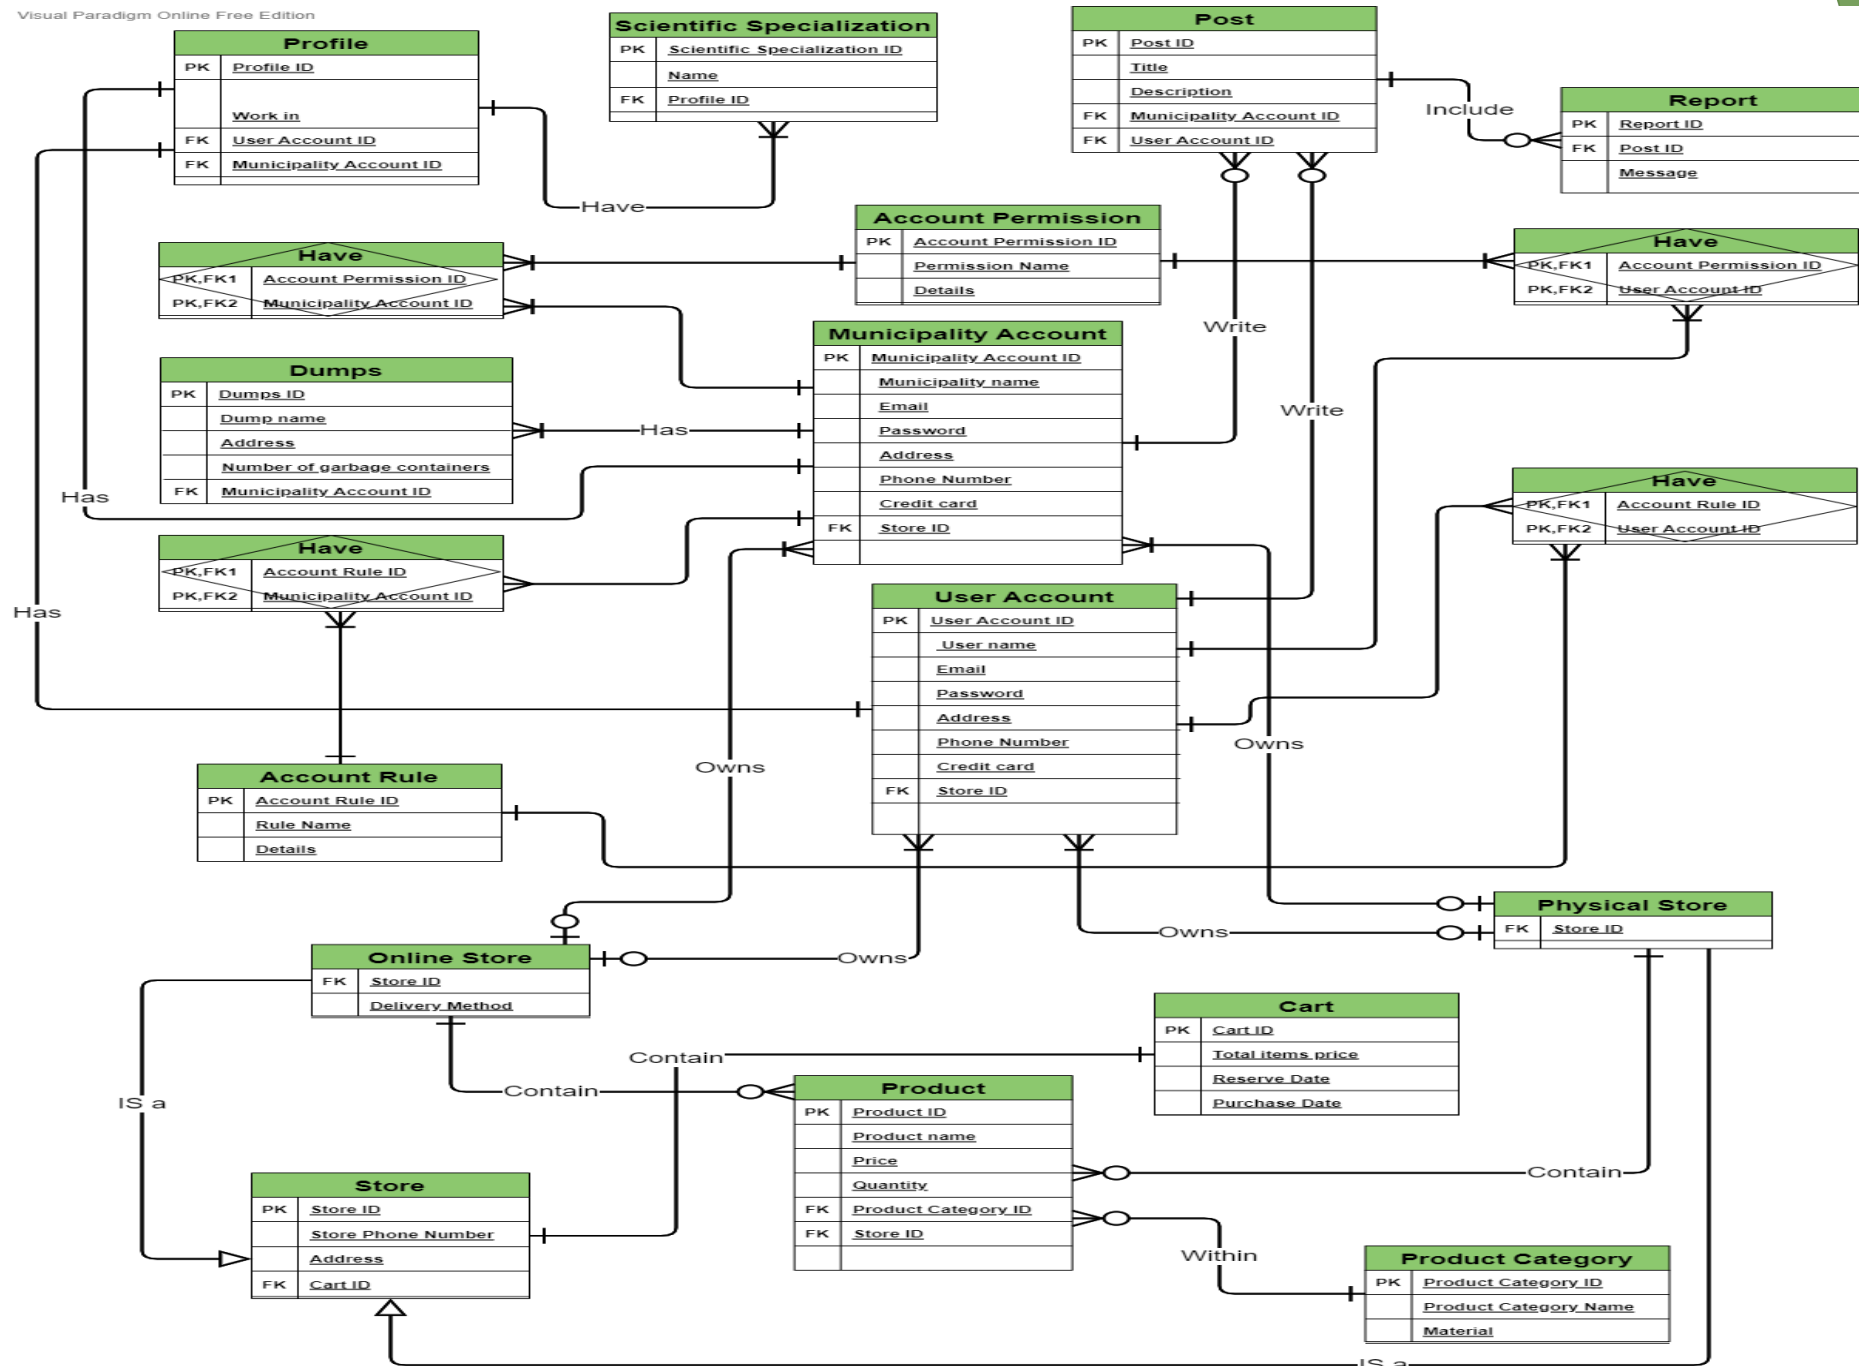 Visual Paradigm Online Free Edition
Profile
PK Profile ID
Work in
FK User Account ID
FK Municipality Account ID
Scientific Specialization
PK Scientific Specialization ID
Name
FK Profile ID
Post
PK Post ID
Title
Description
FK Municipality Account ID
FK User Account ID
Include
Report
PK Report ID
FK Post ID
Message
Have
Account Permission
PK Account Permission ID
Permission Name
Details
Have
PK,FK1 Account Permission ID
PK,FK2 Municipality Account ID
Have
PK,FK1 Account Permission ID
PK,FK2 User Account ID
Write
Write
Municipality Account
PK Municipality Account ID
Municipality name
Email
Password
Address
Phone Number
Credit card
FK Store ID
Dumps
PK Dumps ID
Dump name
Address
Number of garbage containers
FK Municipality Account ID
Has
Has
Has
Have
PK,FK1 Account Rule ID
PK,FK2 Municipality Account ID
Have
PK,FK1 Account Rule ID
PK,FK2 User Account ID
User Account
PK User Account ID
User name
Email
Password
Address
Phone Number
Credit card
FK Store ID
Owns
Owns
Account Rule
PK Account Rule ID
Rule Name
Details
Physical Store
FK Store ID
Owns
Owns
Online Store
FK Store ID
Delivery Method
Cart
PK Cart ID
Total items price
Reserve Date
Purchase Date
Contain
Contain
IS a
Product
PK Product ID
Product name
Price
Quantity
FK Product Category ID
FK Store ID
Contain
Store
PK Store ID
Store Phone Number
Address
FK Cart ID
Within
Product Category
PK Product Category ID
Product Category Name
Material
IS a